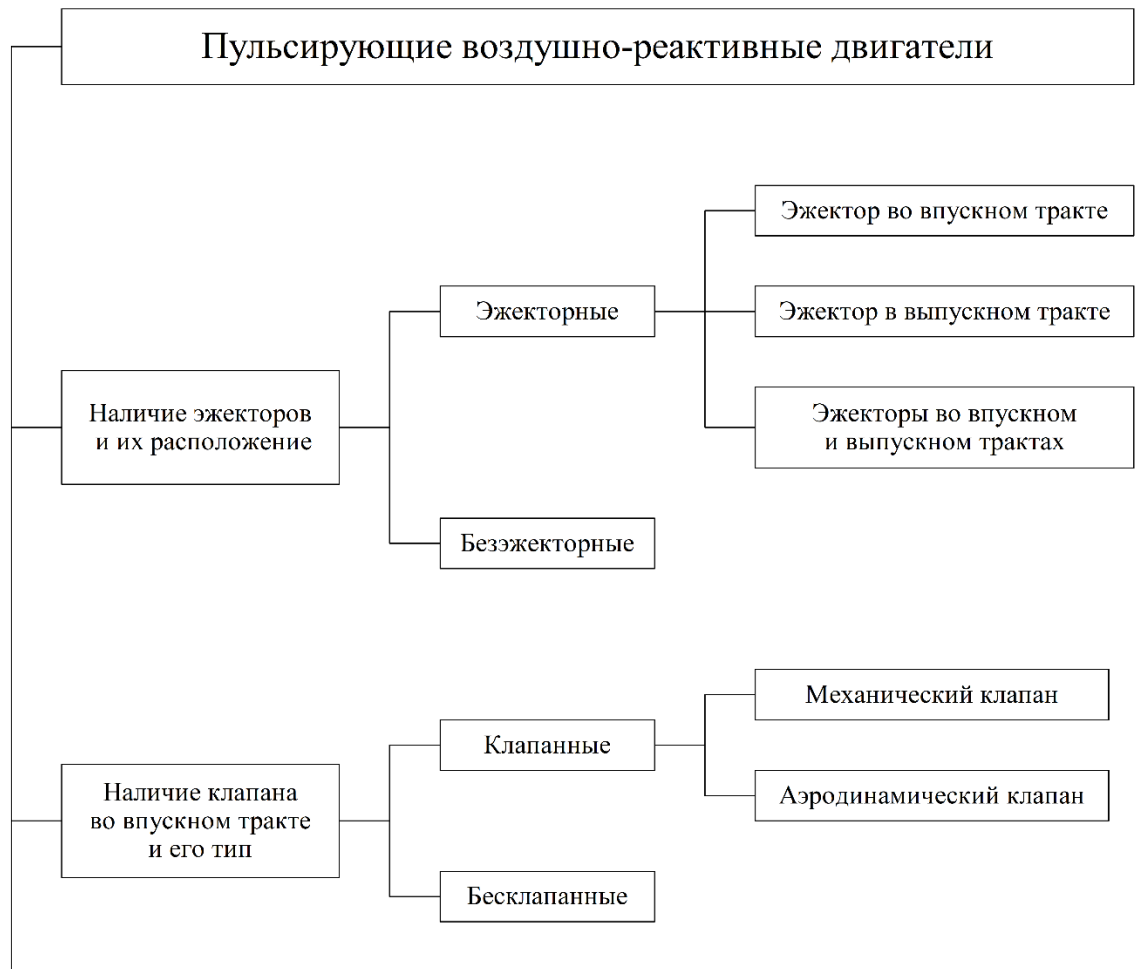 Пульсирующие воздушно-реактивные двигатели
Эжектор во впускном тракте
Эжекторные
Эжектор в выпускном тракте
Наличие эжекторов
и их расположение
Эжекторы во впускном
и выпускном трактах
Безэжекторные
Механический клапан
Клапанные
Наличие клапана
во впускном тракте
и его тип
Аэродинамический клапан
Бесклапанные